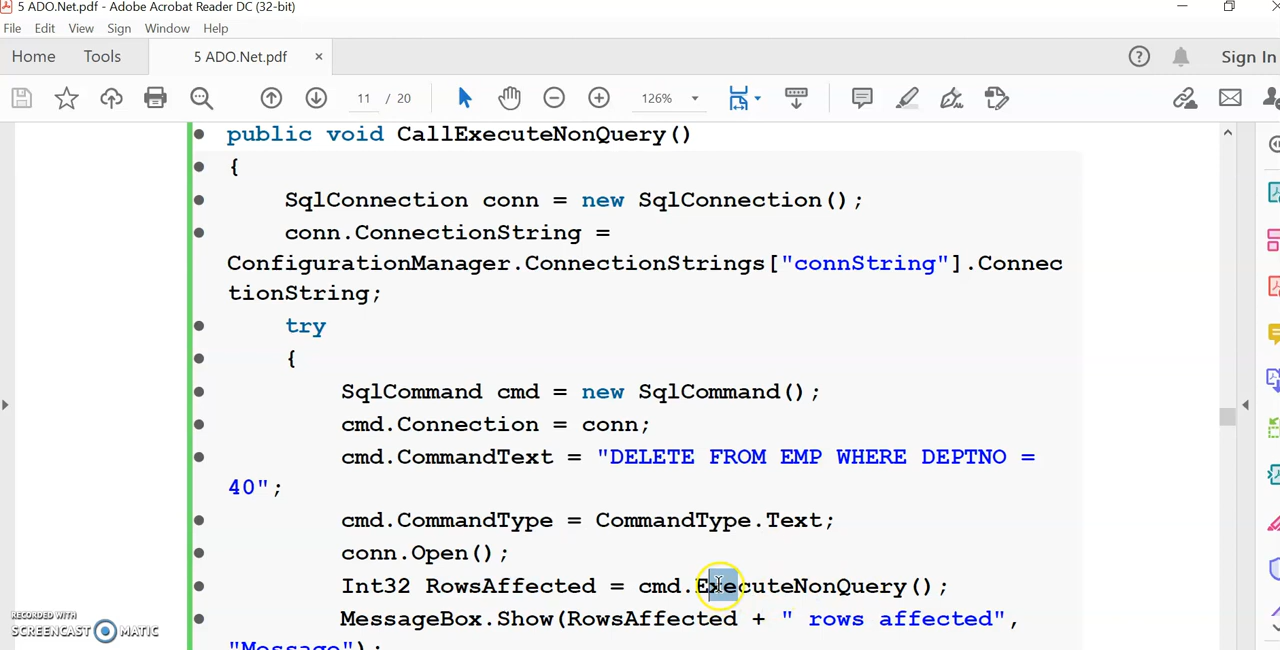 5 ADO.Net.pdf - Adobe Acrobat Reader DC (32-bit)
File Edit View Sign Window Help
Home Tools 5 ADO.Net.pdf × ? Sign In
11 / 20 126%
public void CallExecuteNonQuery()
{
SqlConnection conn = new SqlConnection();
conn.ConnectionString =
ConfigurationManager.ConnectionStrings["connString"].Connec
tionString;
try
{
SqlCommand cmd = new SqlCommand();
cmd.Connection = conn;
cmd.CommandText = "DELETE FROM EMP WHERE DEPTNO =
40";
cmd.CommandType = CommandType.Text;
conn.Open();
Int32 RowsAffected = cmd.ExecuteNonQuery();
MessageBox.Show(RowsAffected + " rows affected",
"Message");
RECORDED WITH
SCREENCAST MATIC